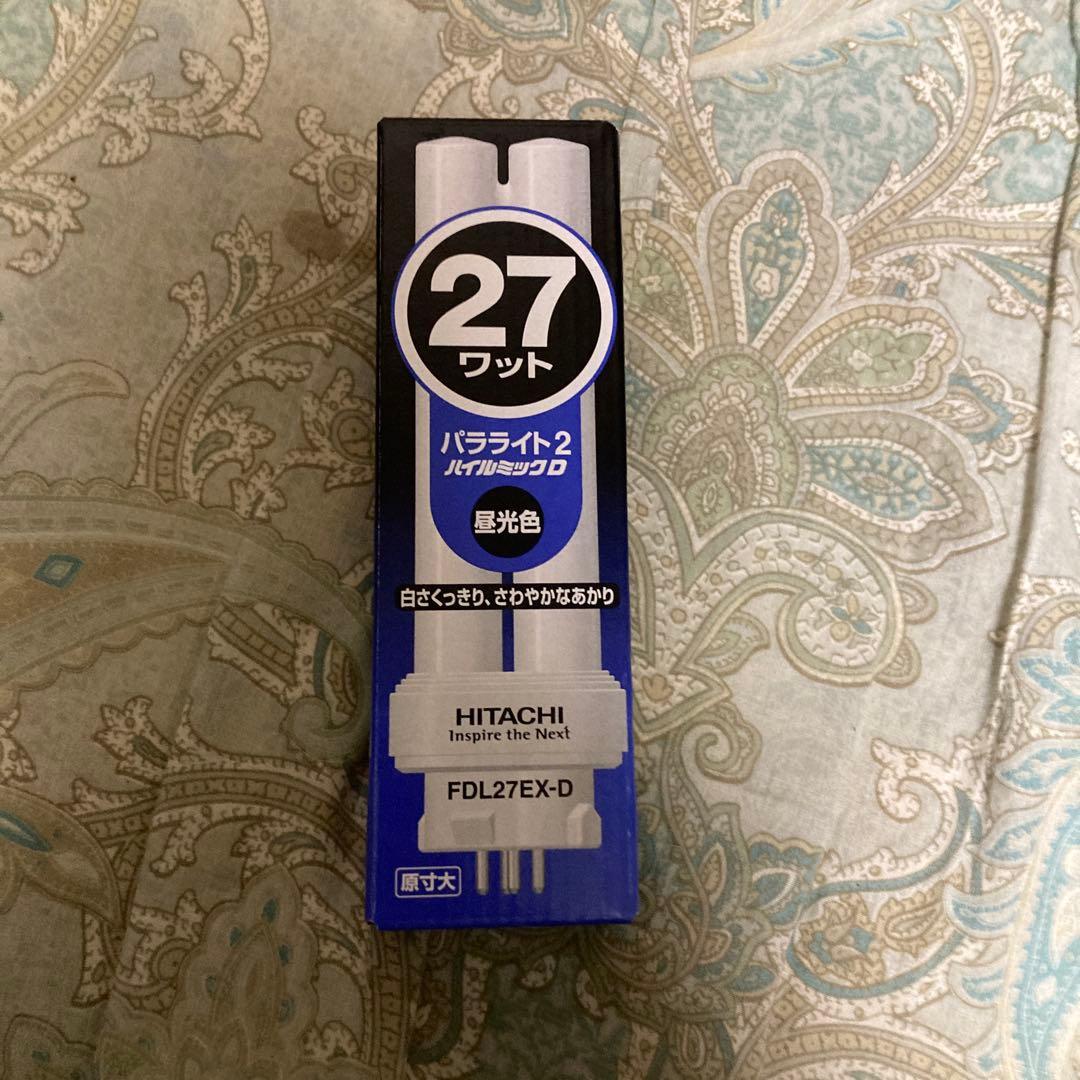 27
ワット
パラライト2
ハイルミックD
昼光色
白さくっきり、さわやかなあかり
HITACHI
Inspire the Next
FDL27EX-D
原寸大